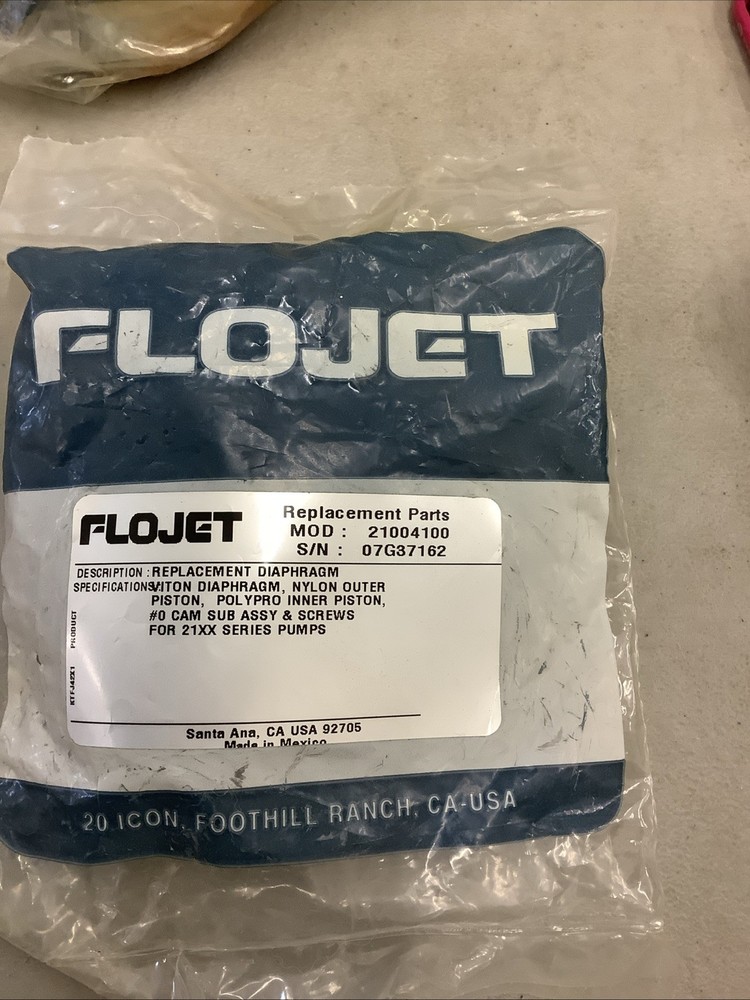 FLOJET
FLOJET
Replacement Parts
MOD : 21004100
S/N : 07G37162
DESCRIPTION : REPLACEMENT DIAPHRAGM
SPECIFICATIONS: VITON DIAPHRAGM, NYLON OUTER
PISTON, POLYPRO INNER PISTON,
#0 CAM SUB ASSY & SCREWS
FOR 21XX SERIES PUMPS
PRODUCT
Santa Ana, CA USA 92705
Made in Mexico
20 ICON, FOOTHILL RANCH, CA-USA